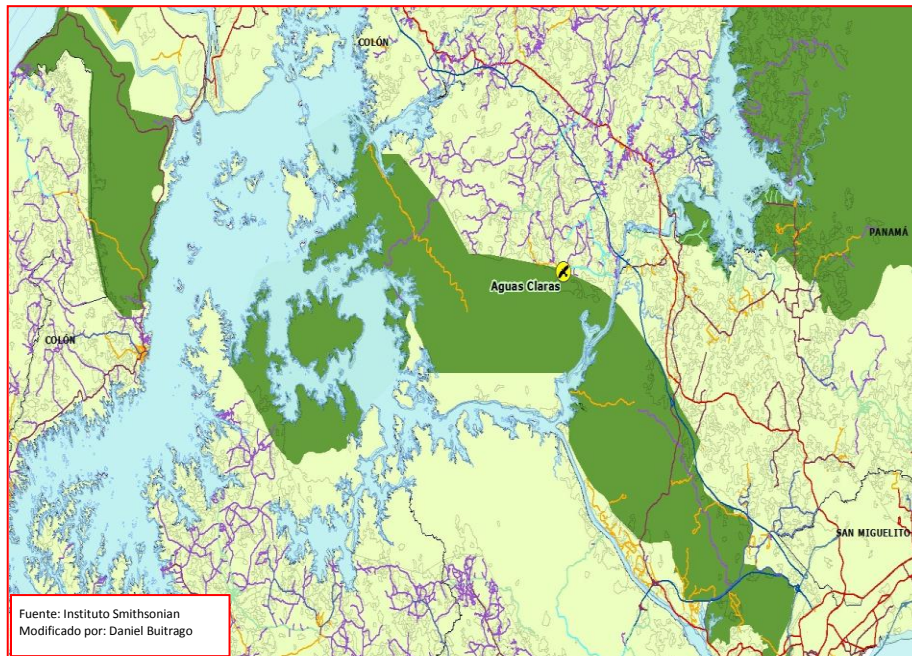 COLÓN
PANAMÁ
Aguas Claras
COLÓN
SAN MIGUELITO
Fuente: Instituto Smithsonian
Modificado por: Daniel Buitrago